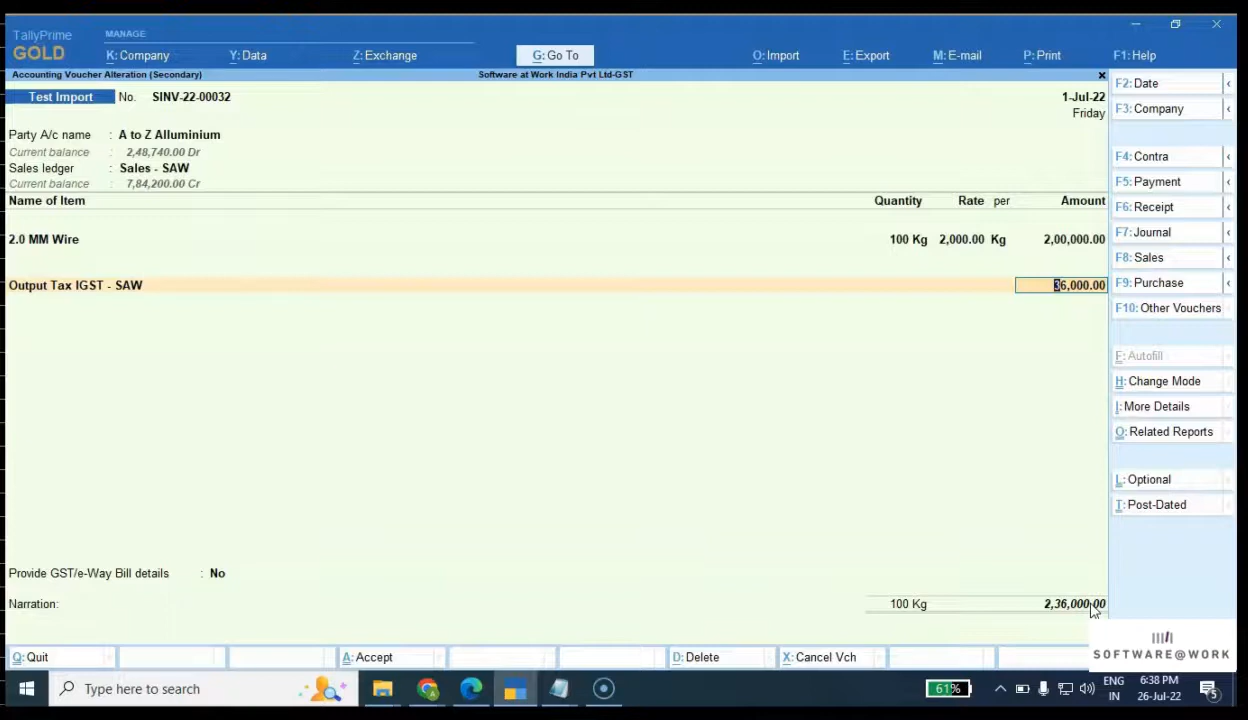 TallyPrime
GOLD
MANAGE
K: Company
Y: Data
Z: Exchange
G: Go To
O: Import
E: Export
M: E-mail
P: Print
F1: Help
Accounting Voucher Alteration (Secondary)
Software at Work India Pvt Ltd-GST
Test Import No. SINV-22-00032
1-Jul-22
Friday
Party A/c name : A to Z Alluminium
Current balance : 2,48,740.00 Dr
Sales ledger : Sales - SAW
Current balance : 7,84,200.00 Cr
Name of Item Quantity Rate per Amount
2.0 MM Wire 100 Kg 2,000.00 Kg 2,00,000.00
Output Tax IGST - SAW 36,000.00
Provide GST/e-Way Bill details : No
Narration: 100 Kg 2,36,000.00
F2: Date
F3: Company
F4: Contra
F5: Payment
F6: Receipt
F7: Journal
F8: Sales
F9: Purchase
F10: Other Vouchers
F: Autofill
H: Change Mode
I: More Details
O: Related Reports
L: Optional
T: Post-Dated
Q: Quit
A: Accept
D: Delete
X: Cancel Vch
SOFTWARE@WORK
Type here to search
61%
ENG
IN
6:38 PM
26-Jul-22
5